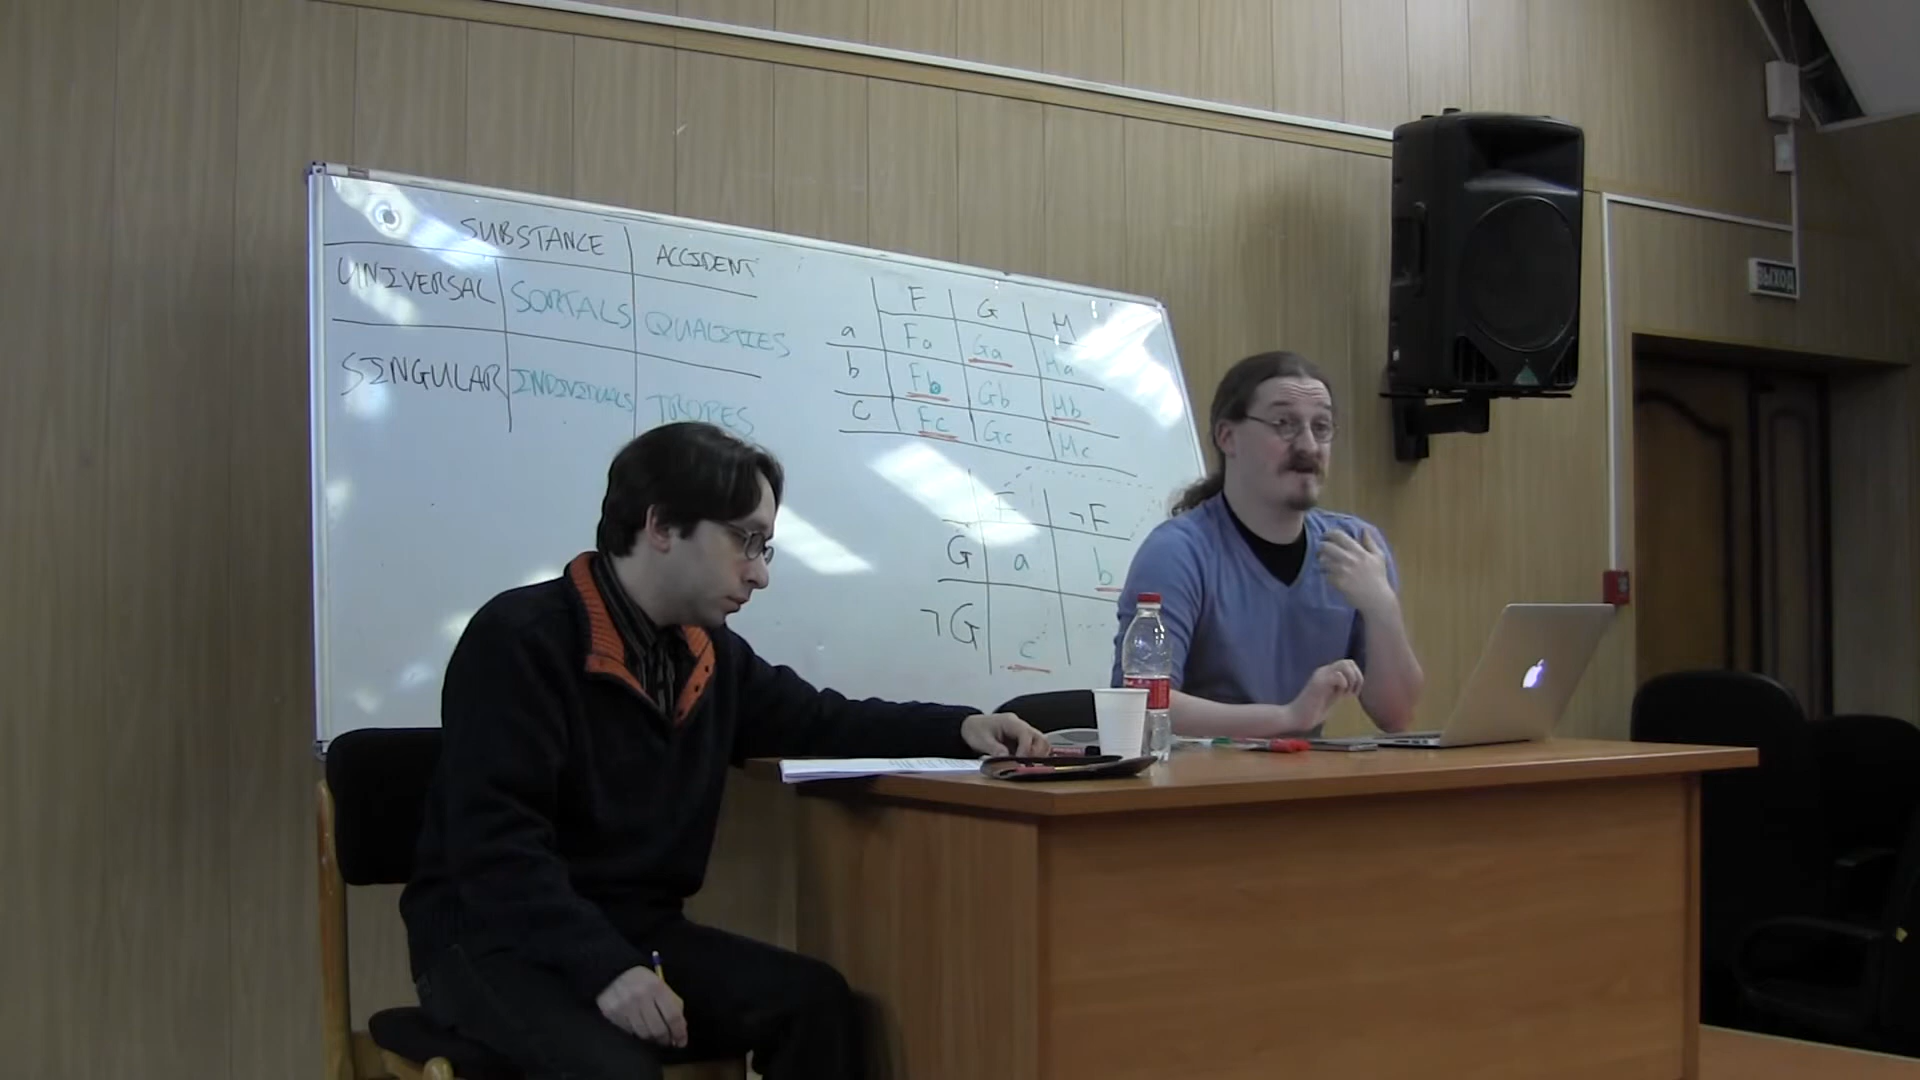 SUBSTANCE ACCIDENT
UNIVERSAL SORTALS QUALITIES
SINGULAR INDIVIDUALS TROPES
F G H
a Fa Ga Ha
b Fb Gb Hb
c Fc Gc Hc
F ¬F
G a b
¬G c
ВЫХОД